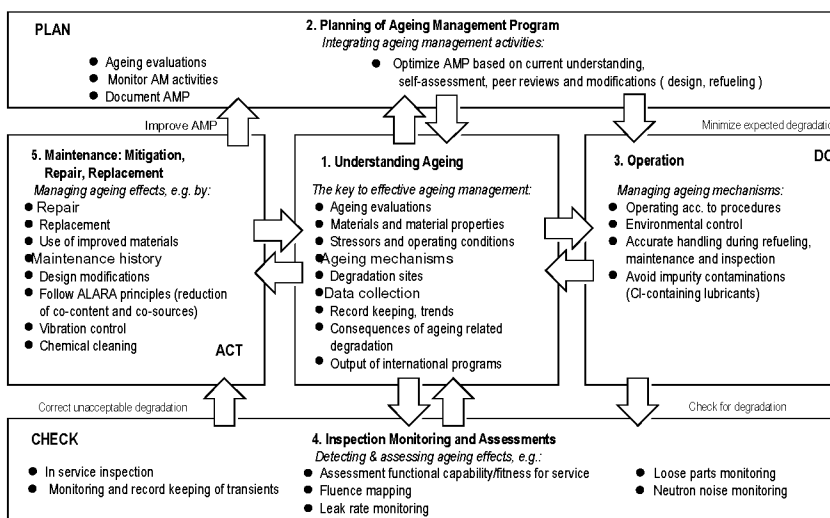 PLAN
2. Planning of Ageing Management Program
Integrating ageing management activities:
● Ageing evaluations
● Monitor AM activities
● Document AMP
● Optimize AMP based on current understanding,
self-assessment, peer reviews and modifications ( design, refueling )
Improve AMP
Minimize expected degradation
5. Maintenance: Mitigation,
Repair, Replacement
Managing ageing effects, e.g. by:
● Repair
● Replacement
● Use of improved materials
● Maintenance history
● Design modifications
● Follow ALARA principles (reduction
of co-content and co-sources)
● Vibration control
● Chemical cleaning
ACT
1. Understanding Ageing
The key to effective ageing management:
● Ageing evaluations
● Materials and material properties
● Stressors and operating conditions
● Ageing mechanisms
● Degradation sites
● Data collection
● Record keeping, trends
● Consequences of ageing related
degradation
● Output of international programs
DO
3. Operation
Managing ageing mechanisms:
● Operating acc. to procedures
● Environmental control
● Accurate handling during refueling,
maintenance and inspection
● Avoid impurity contaminations
(Cl-containing lubricants)
Correct unacceptable degradation
Check for degradation
CHECK
4. Inspection Monitoring and Assessments
Detecting & assessing ageing effects, e.g.:
● In service inspection
● Monitoring and record keeping of transients
● Assessment functional capability/fitness for service
● Fluence mapping
● Leak rate monitoring
● Loose parts monitoring
● Neutron noise monitoring